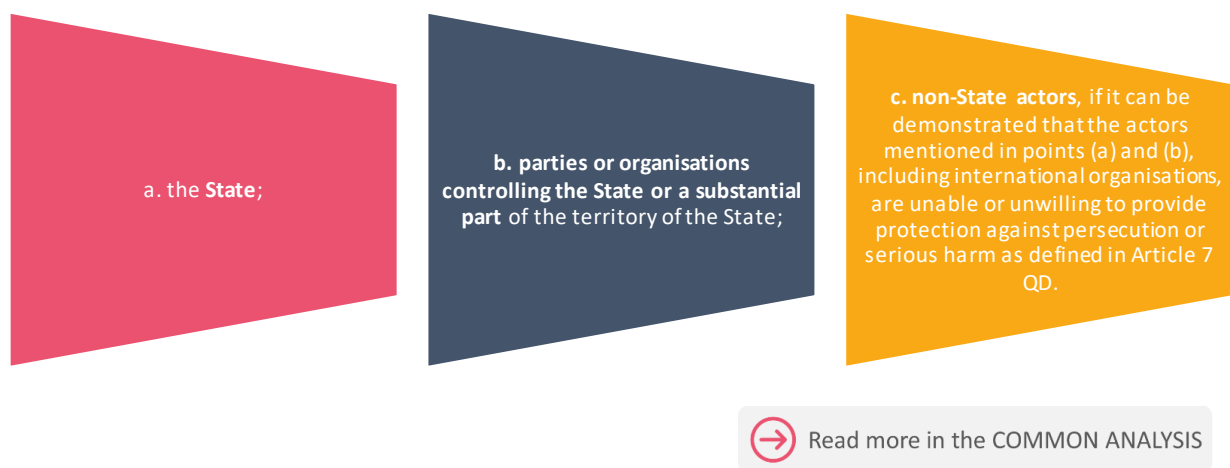 a. the State;
b. parties or organisations
controlling the State or a substantial
part of the territory of the State;
c. non-State actors, if it can be
demonstrated that the actors
mentioned in points (a) and (b),
including international organisations,
are unable or unwilling to provide
protection against persecution or
serious harm as defined in Article 7
QD.
Read more in the COMMON ANALYSIS